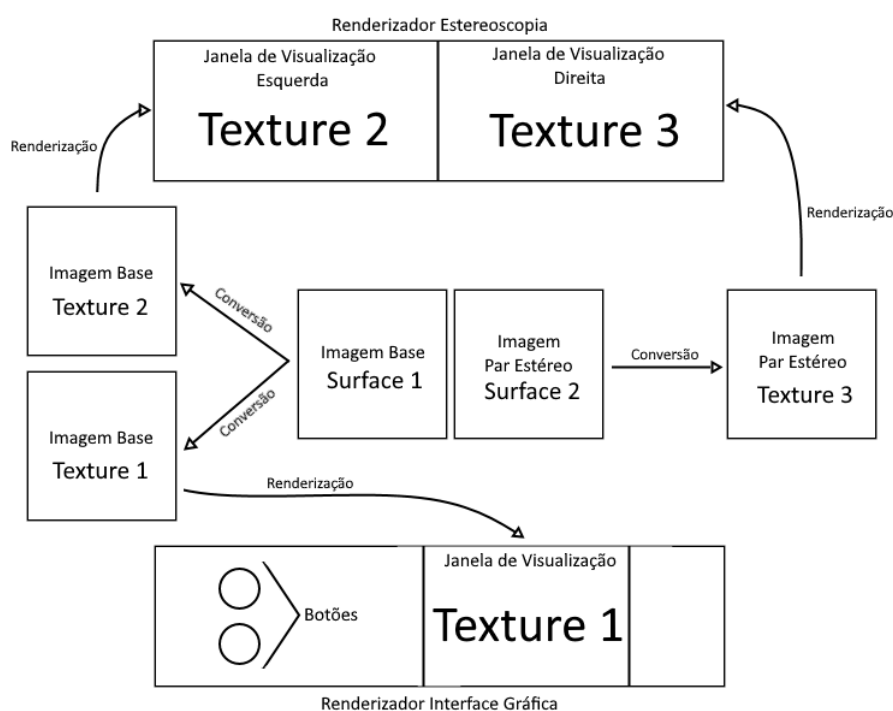 Renderizador Estereoscopia
Janela de Visualização
Esquerda
Texture 2
Janela de Visualização
Direita
Texture 3
Renderização
Renderização
Imagem Base
Texture 2
Conversão
Imagem Base
Surface 1
Imagem
Par Estéreo
Surface 2
Conversão
Imagem
Par Estéreo
Texture 3
Conversão
Imagem Base
Texture 1
Renderização
Janela de Visualização
Texture 1
Botões
Renderizador Interface Gráfica